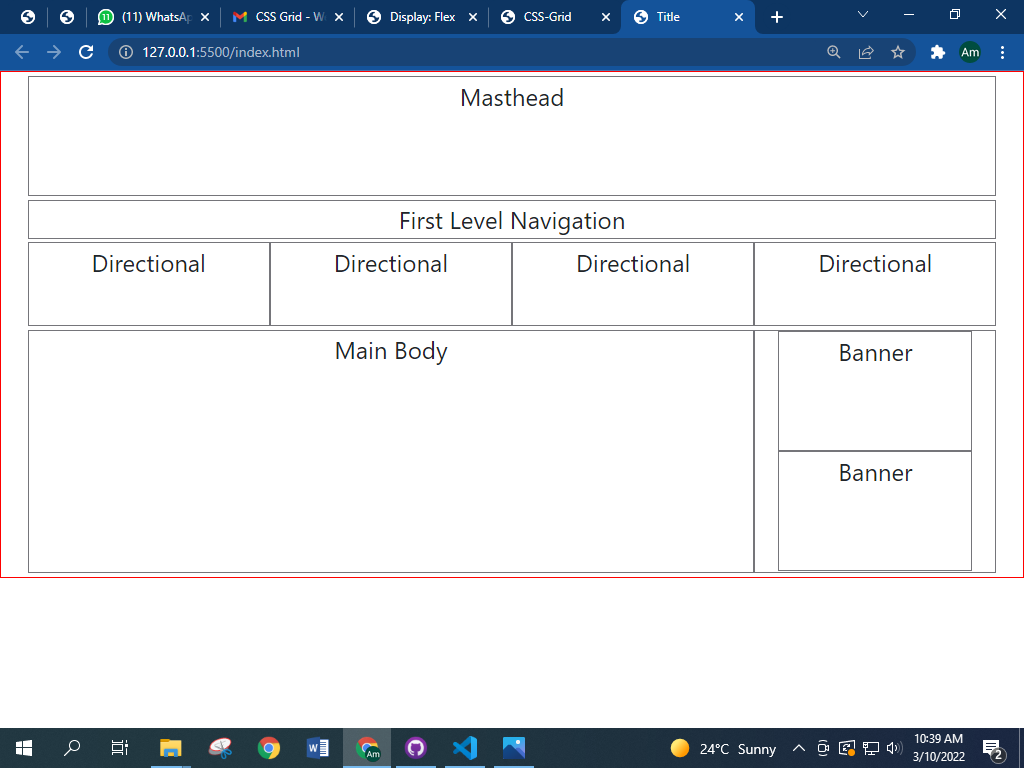 (11) WhatsAp
CSS Grid - W
Display: Flex
CSS-Grid
Title
127.0.0.1:5500/index.html
Am
Masthead
First Level Navigation
Directional Directional Directional Directional
Main Body
Banner
Banner
Am
24°C Sunny
10:39 AM
3/10/2022
2